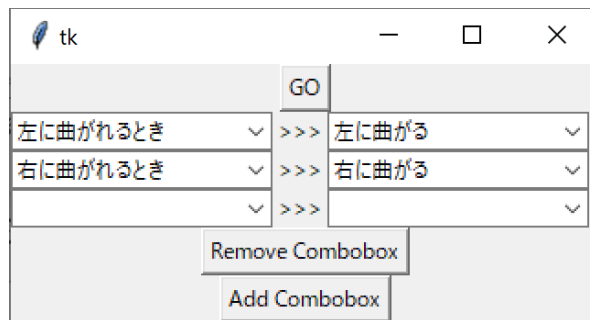 tk
GO
左に曲がれるとき >>> 左に曲がる
右に曲がれるとき >>> 右に曲がる
>>>
Remove Combobox
Add Combobox